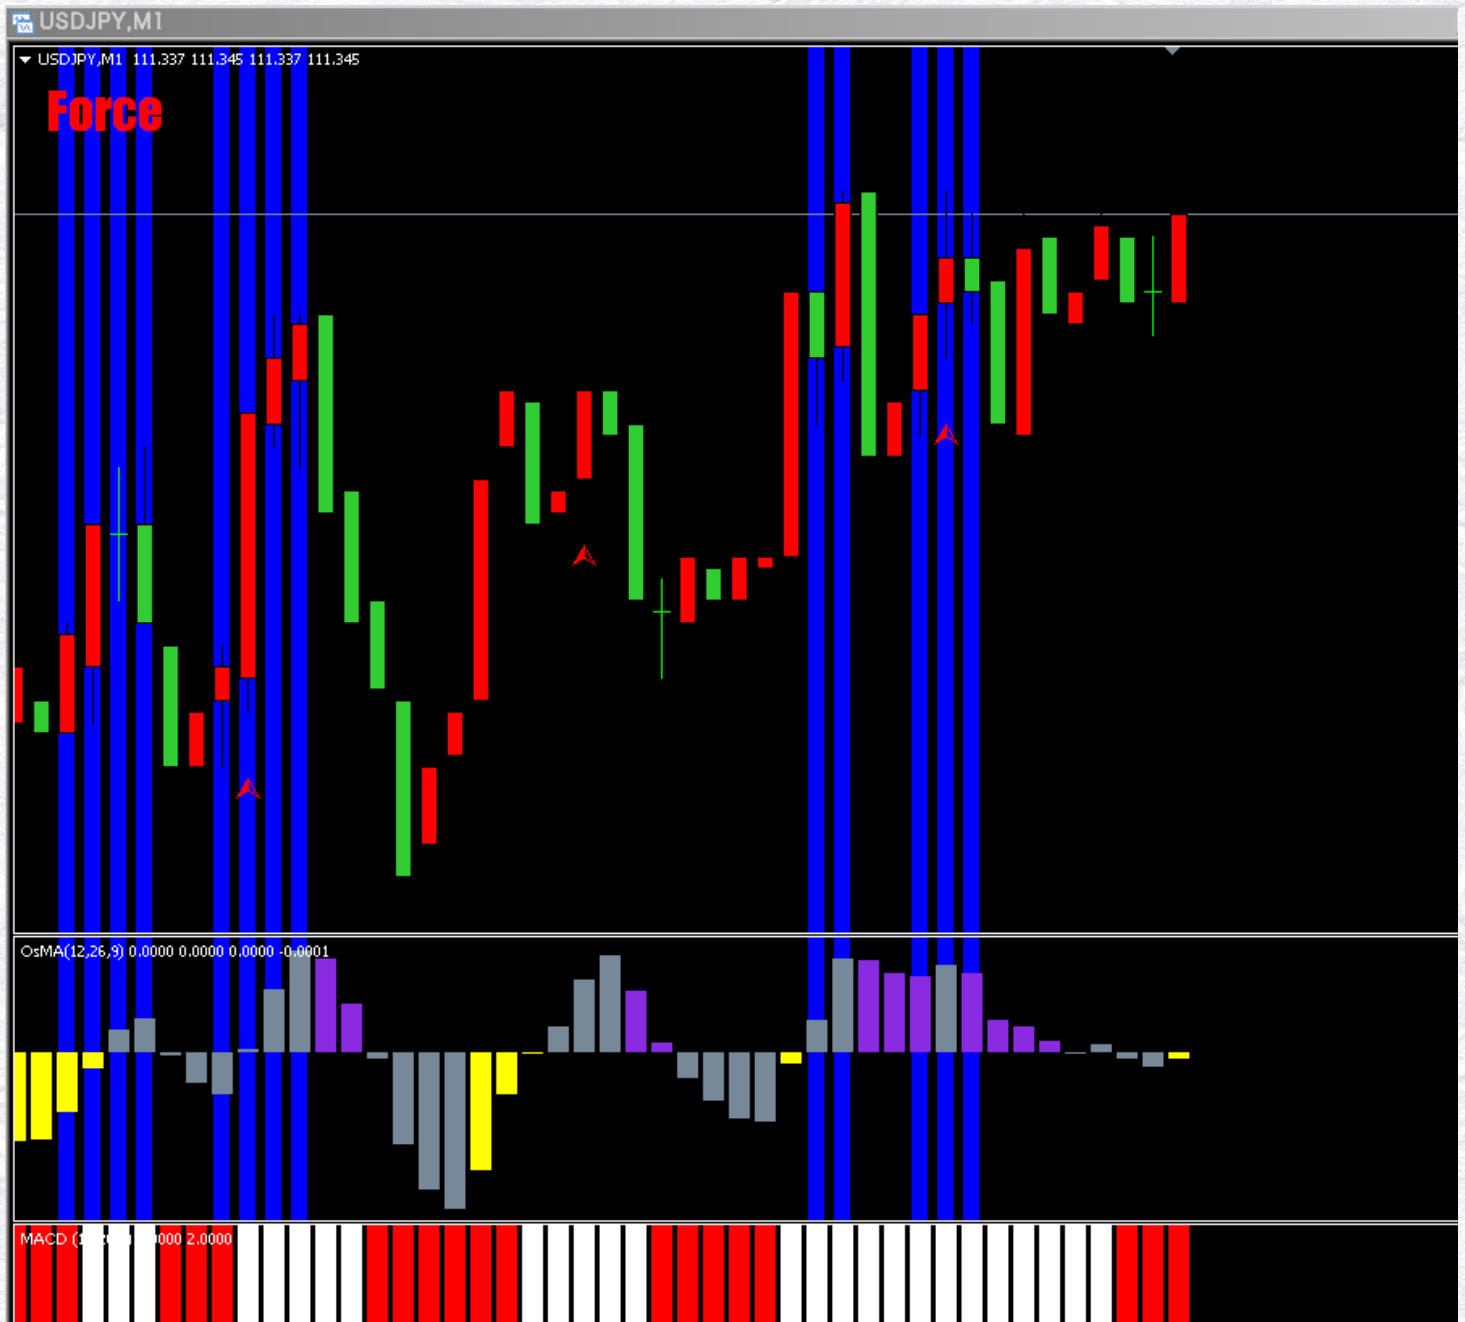 USDJPY,M1
USDJPY,M1 111.337 111.345 111.337 111.345
Force
OsMA(12,26,9) 0.0000 0.0000 0.0000 -0.0001
MACD 2.0000